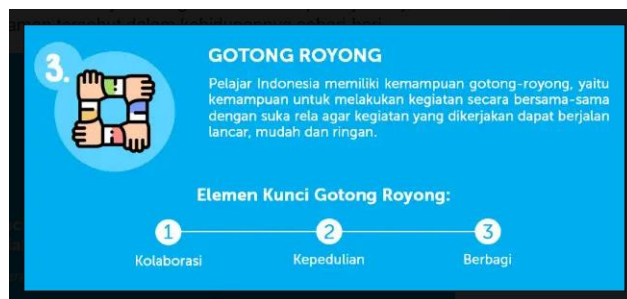 3.
GOTONG ROYONG
Pelajar Indonesia memiliki kemampuan gotong-royong, yaitu
kemampuan untuk melakukan kegiatan secara bersama-sama
dengan suka rela agar kegiatan yang dikerjakan dapat berjalan
lancar, mudah dan ringan.
Elemen Kunci Gotong Royong:
1 2 3
Kolaborasi Kepedulian Berbagi